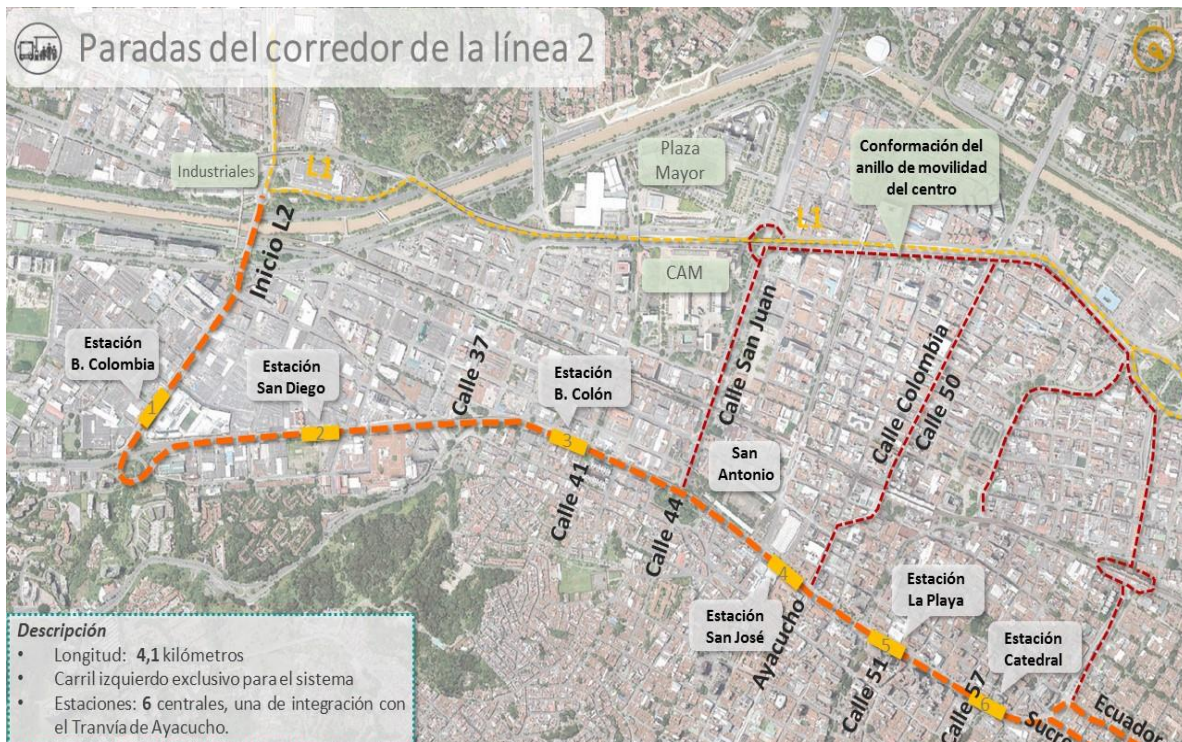 Paradas del corredor de la línea 2
Industriales
L1
Plaza
Mayor
Conformación del
anillo de movilidad
del centro
L1
Inicio L2
CAM
Estación
B. Colombia
Estación
San Diego
Calle 37
Estación
B. Colón
Calle San Juan
Calle Colombia
Calle 50
1
2
3
San
Antonio
Calle 41
Calle 44
4
Estación
San José
Ayacucho
Estación
La Playa
5
Calle 51
Estación
Catedral
Calle 57
6
Sucre
Ecuador
Descripción
• Longitud: 4,1 kilómetros
• Carril izquierdo exclusivo para el sistema
• Estaciones: 6 centrales, una de integración con
el Tranvía de Ayacucho.